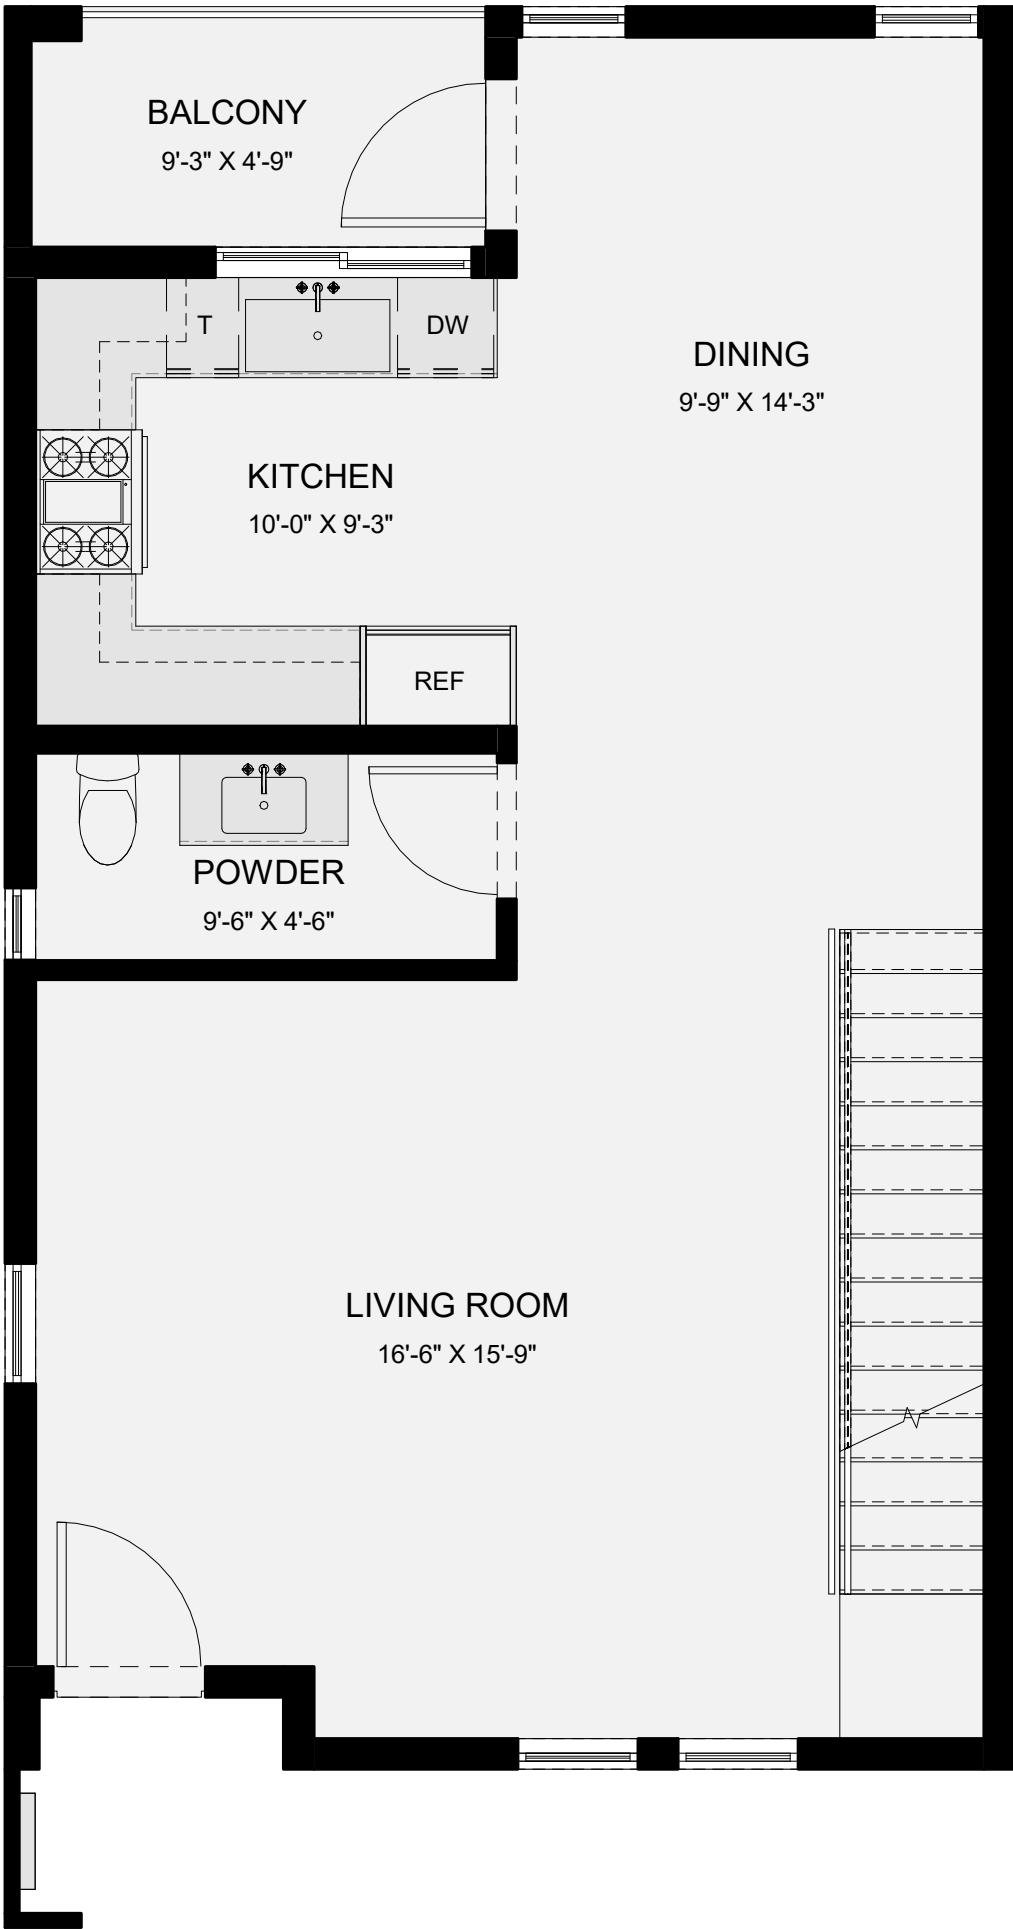 BALCONY
9'-3" X 4'-9"
T
DW
DINING
9'-9" X 14'-3"
KITCHEN
10'-0" X 9'-3"
REF
POWDER
9'-6" X 4'-6"
LIVING ROOM
16'-6" X 15'-9"